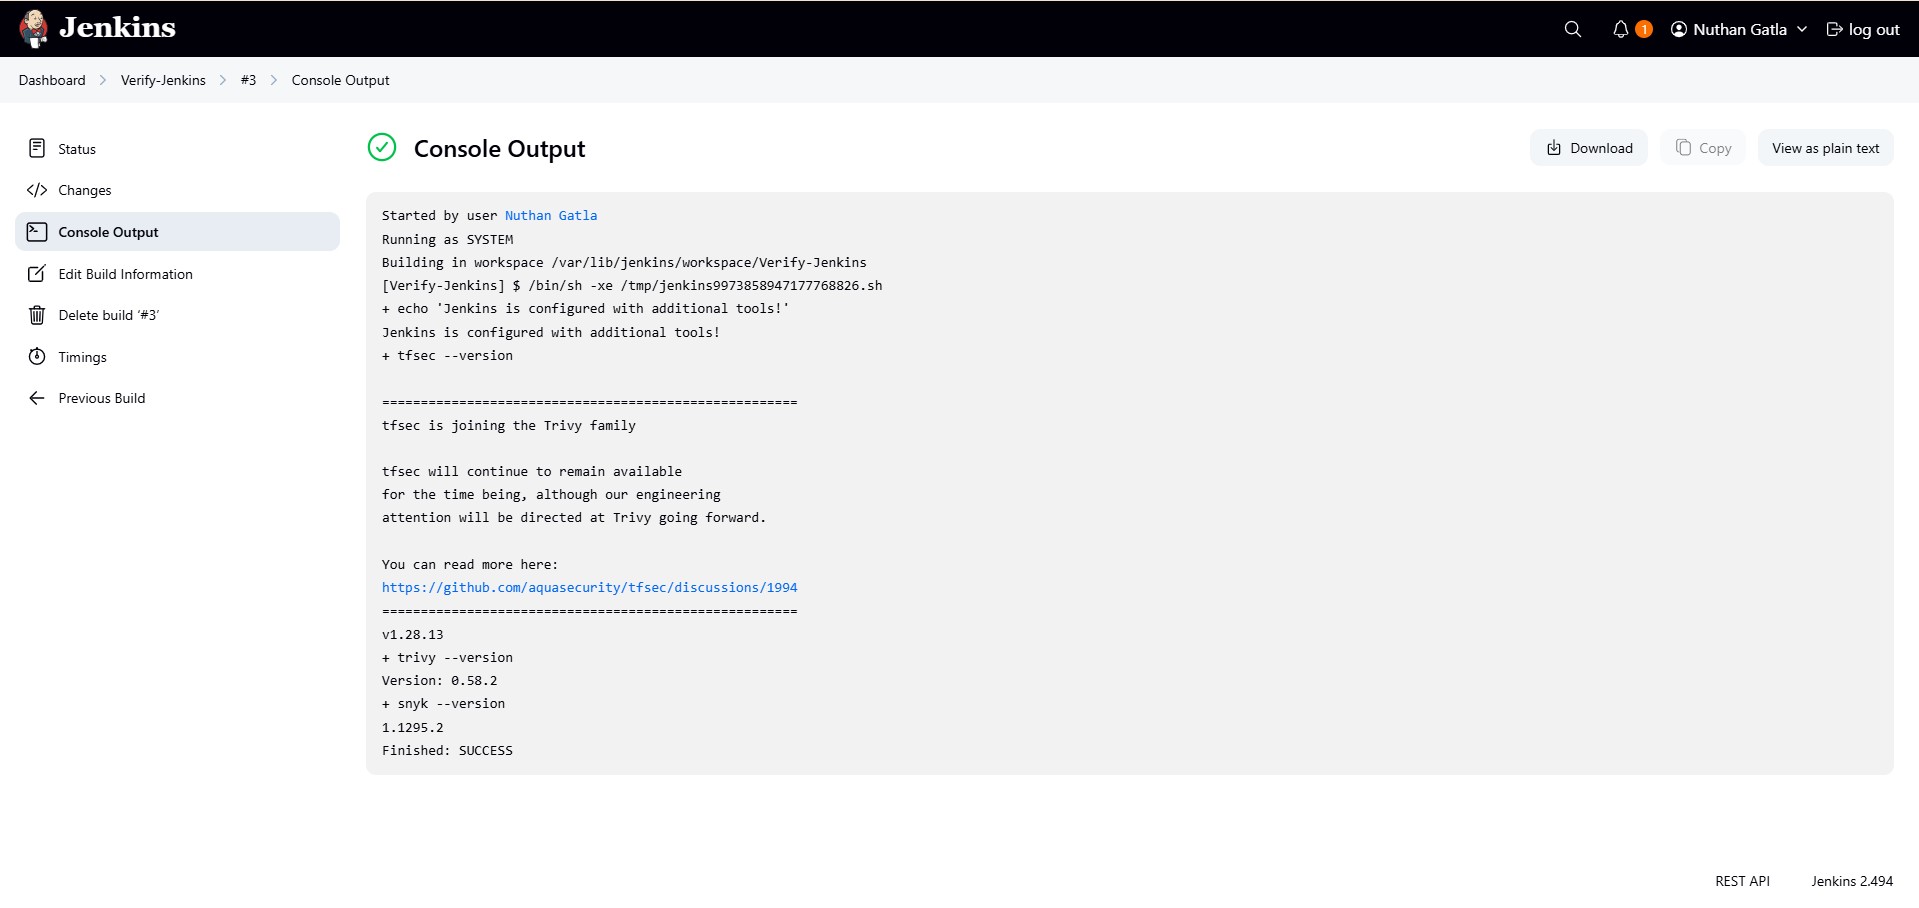 Jenkins
1
Nuthan Gatla
log out
Dashboard
Verify-Jenkins
#3
Console Output
Status
Changes
Console Output
Edit Build Information
Delete build ‘#3’
Timings
Previous Build
Console Output
Download
Copy
View as plain text
Started by user Nuthan Gatla
Running as SYSTEM
Building in workspace /var/lib/jenkins/workspace/Verify-Jenkins
[Verify-Jenkins] $ /bin/sh -xe /tmp/jenkins9973858947177768826.sh
+ echo 'Jenkins is configured with additional tools!'
Jenkins is configured with additional tools!
+ tfsec --version
======================================================
tfsec is joining the Trivy family
tfsec will continue to remain available
for the time being, although our engineering
attention will be directed at Trivy going forward.
You can read more here:
https://github.com/aquasecurity/tfsec/discussions/1994
======================================================
v1.28.13
+ trivy --version
Version: 0.58.2
+ snyk --version
1.1295.2
Finished: SUCCESS
REST API
Jenkins 2.494